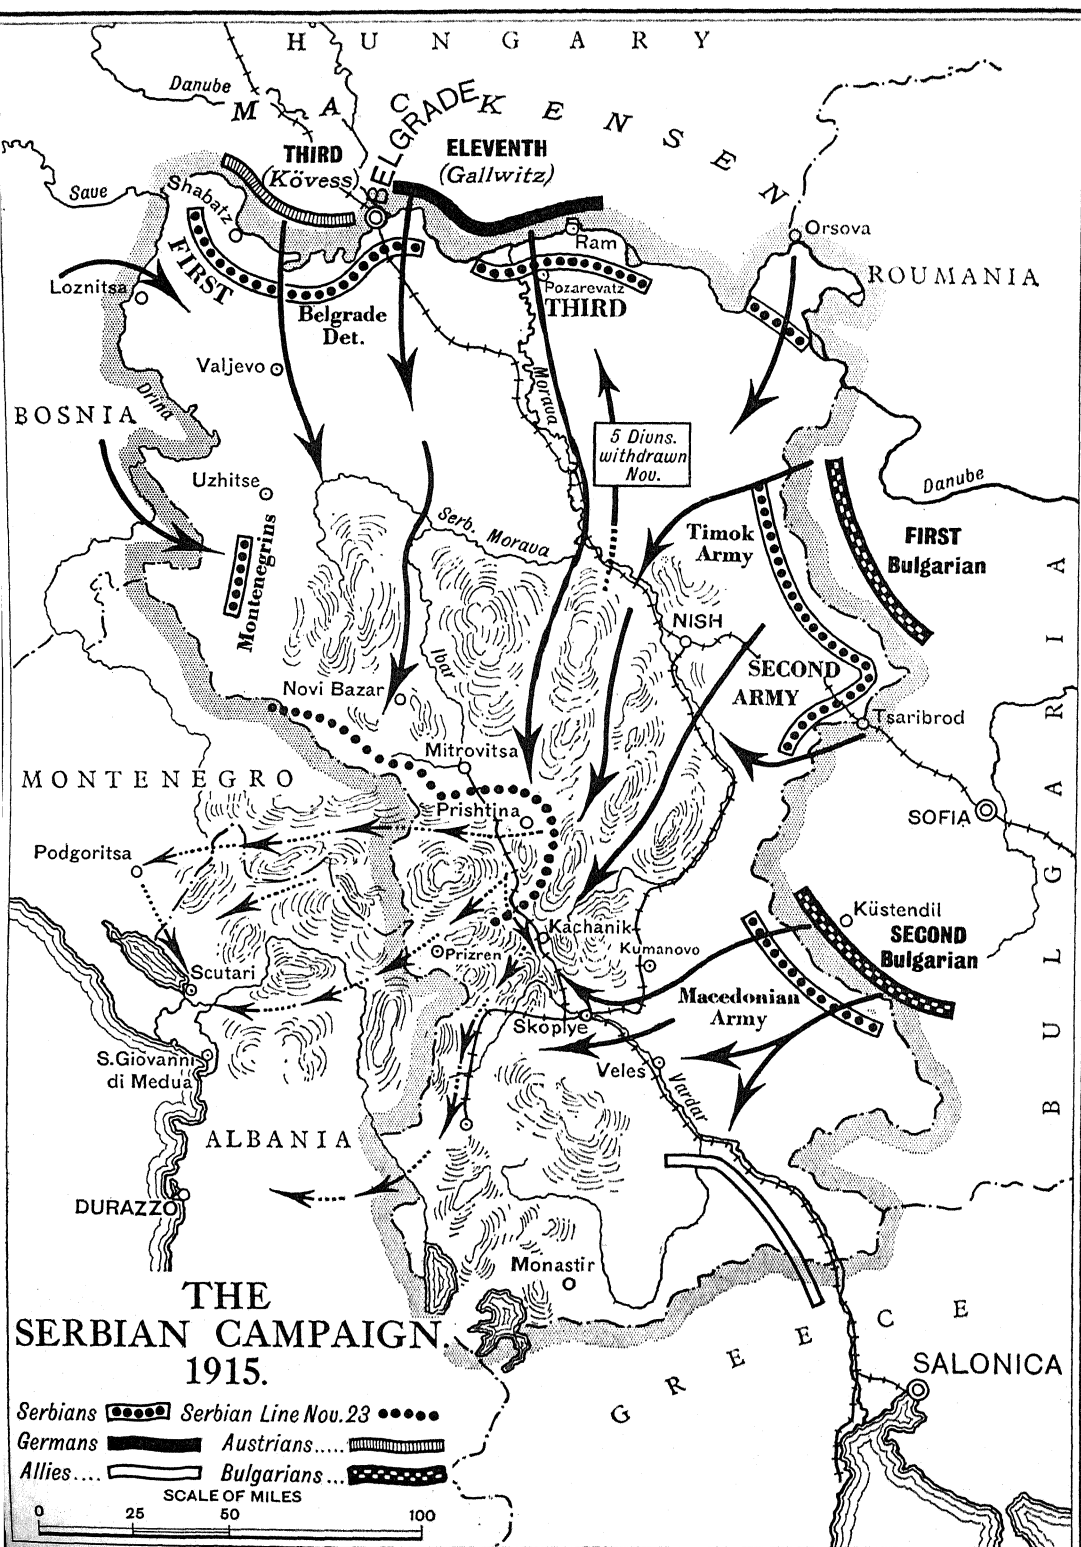 HUNGARY
Danube
MACKENSEN
BELGRADE
THIRD
(Kövess)
ELEVENTH
(Gallwitz)
Save
Shabatz
Orsova
Ram
ROUMANIA
FIRST
Loznitsa
Pozarevatz
THIRD
Belgrade
Det.
Valjevo
Morava
Drina
BOSNIA
5 Divns.
withdrawn
Nov.
Uzhitse
Danube
Serb. Morava
Timok
Army
FIRST
Bulgarian
Montenegrins
NISH
Ibar
SECOND
ARMY
Novi Bazar
Tsaribrod
Mitrovitsa
MONTENEGRO
Prishtina
SOFIA
BULGARIA
Podgoritsa
Küstendil
SECOND
Bulgarian
Kachanik
Kumanovo
Prizren
Scutari
Macedonian
Army
Skoplye
S.Giovanni
di Medua
Veles
Vardar
ALBANIA
DURAZZO
Monastir
GREECE
SALONICA
THE
SERBIAN CAMPAIGN.
1915.
Serbians Serbian Line Nov. 23
Germans Austrians.....
Allies.... Bulgarians...
SCALE OF MILES
0 25 50 100